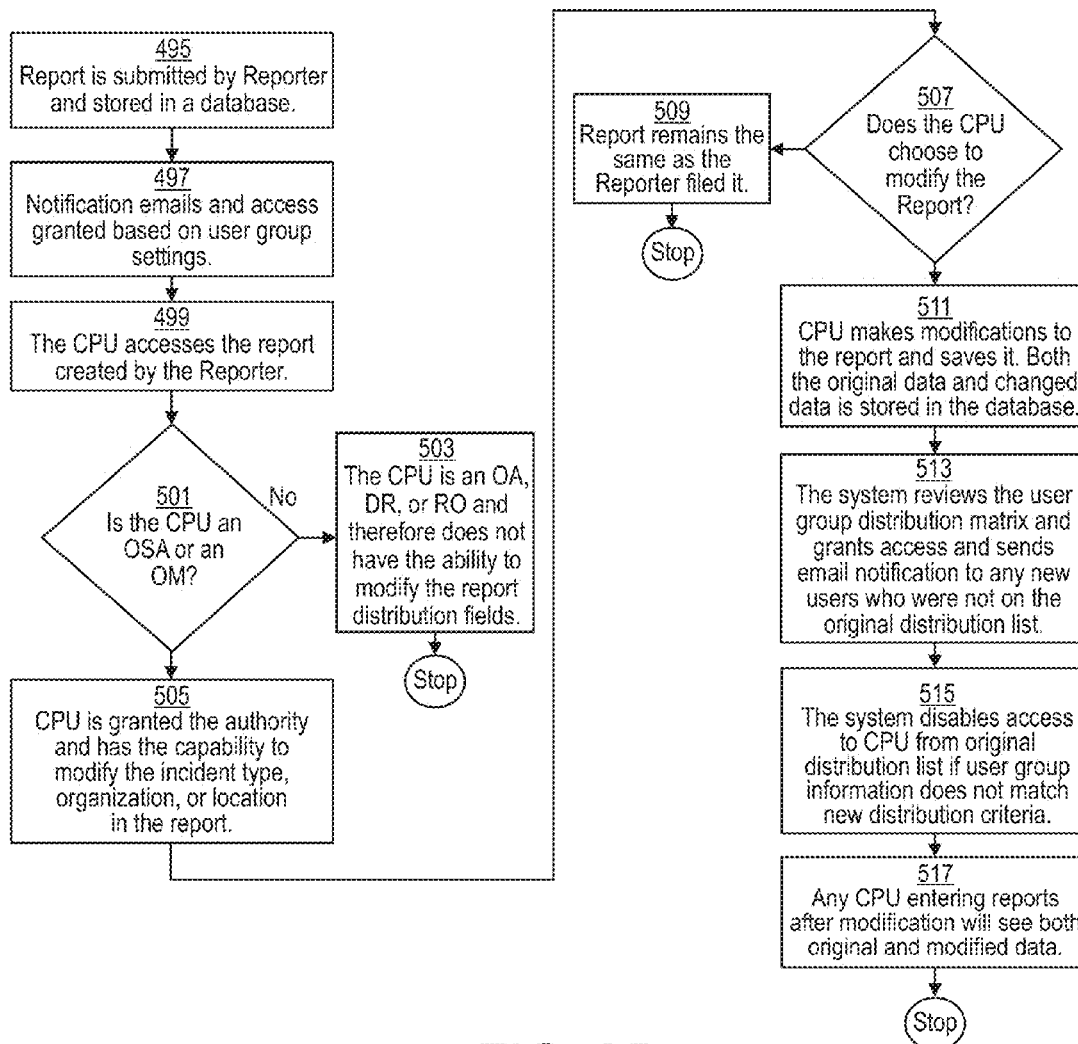 495
Report is submitted by Reporter
and stored in a database.
497
Notification emails and access
granted based on user group
settings.
499
The CPU accesses the report
created by the Reporter.
501
Is the CPU an
OSA or an
OM?
No
503
The CPU is an OA,
DR, or RO and
therefore does not
have the ability to
modify the report
distribution fields.
Stop
505
CPU is granted the authority
and has the capability to
modify the incident type,
organization, or location
in the report.
507
Does the CPU
choose to
modify the
Report?
509
Report remains the
same as the
Reporter filed it.
Stop
511
CPU makes modifications to
the report and saves it. Both
the original data and changed
data is stored in the database.
513
The system reviews the user
group distribution matrix and
grants access and sends
email notification to any new
users who were not on the
original distribution list.
515
The system disables access
to CPU from original
distribution list if user group
information does not match
new distribution criteria.
517
Any CPU entering reports
after modification will see both
original and modified data.
Stop